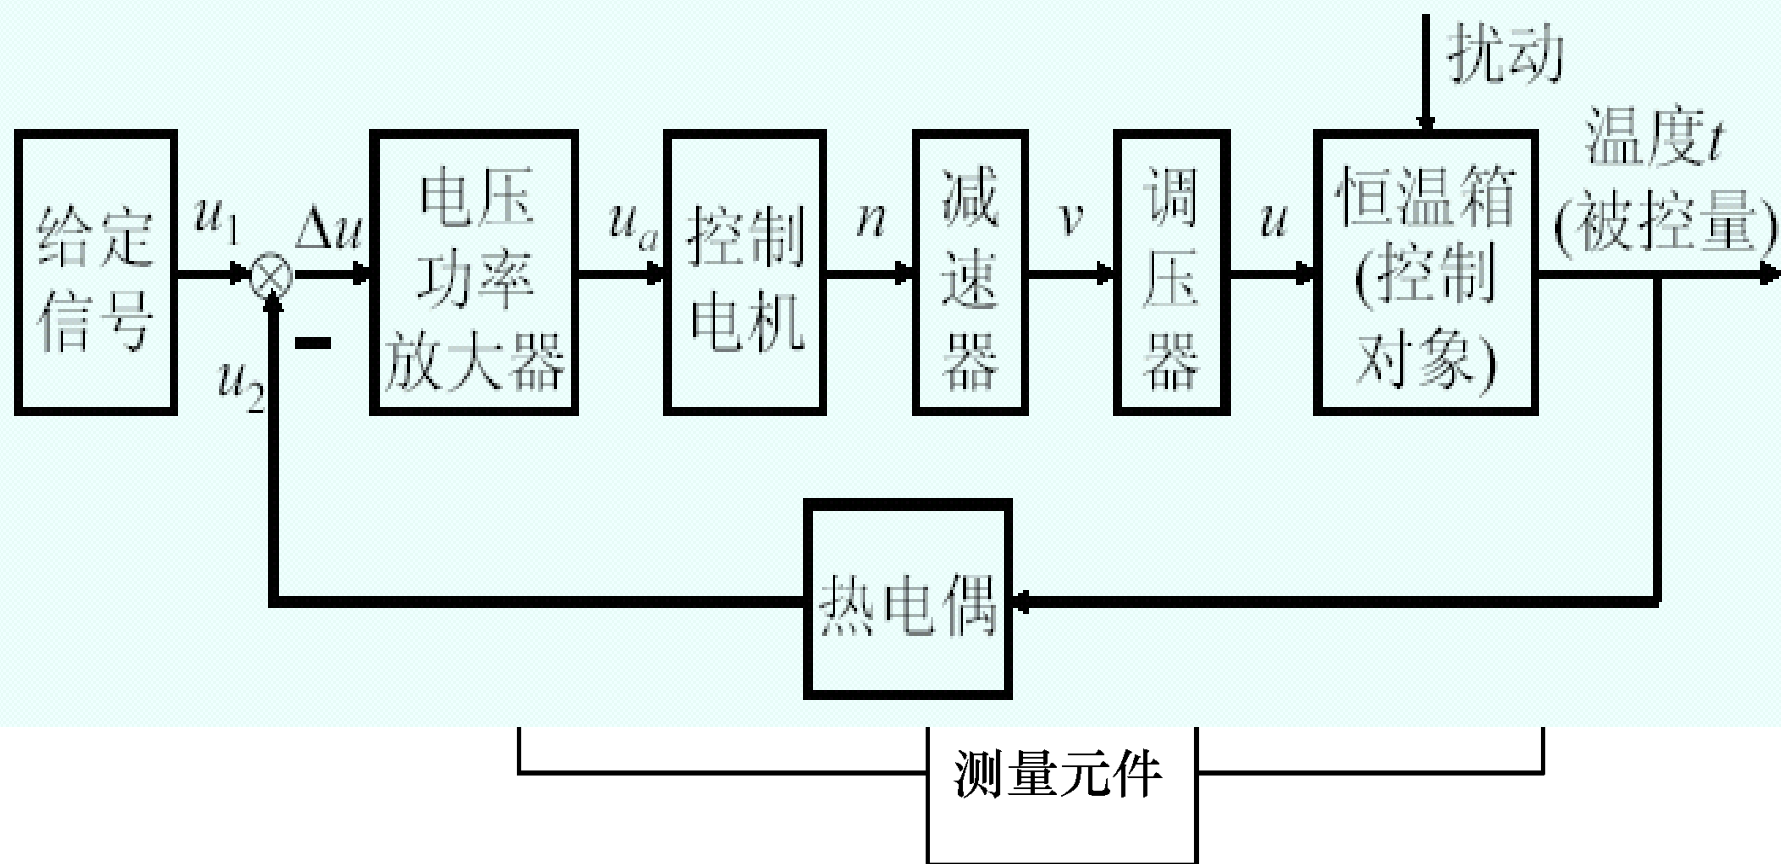 扰动
温度t
(被控量)
给定
信号
u1
Δu
u2
−
电压
功率
放大器
ua
控制
电机
n
减
速
器
v
调
压
器
u
恒温箱
(控制
对象)
热电偶
测量元件